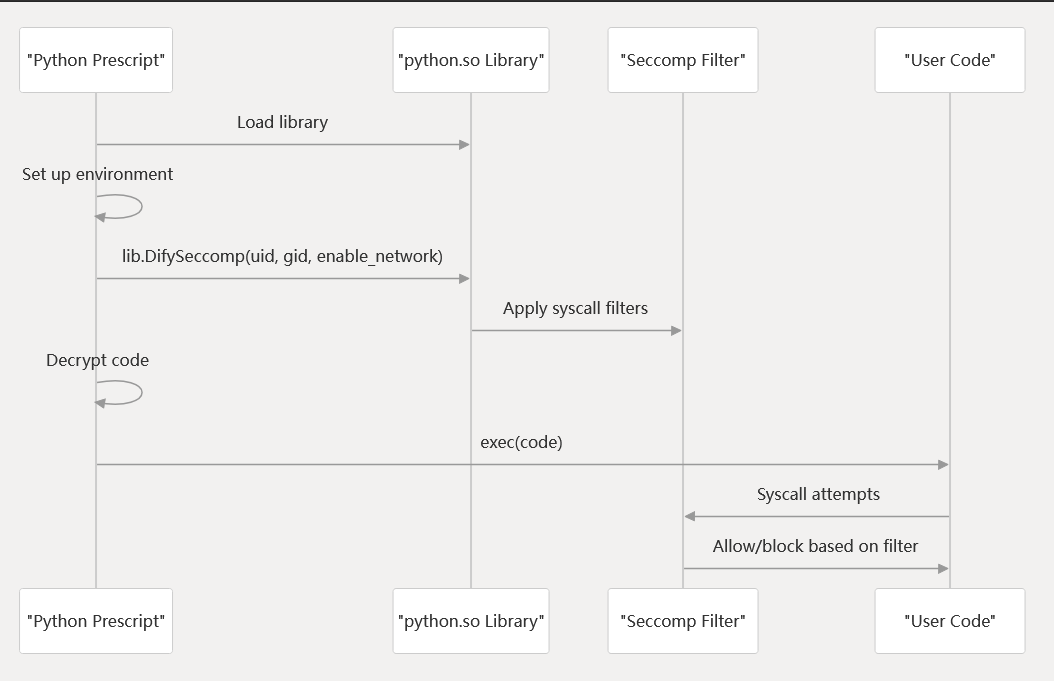 "Python Prescript"
"python.so Library"
"Seccomp Filter"
"User Code"
Load library
Set up environment
lib.DifySeccomp(uid, gid, enable_network)
Apply syscall filters
Decrypt code
exec(code)
Syscall attempts
Allow/block based on filter
"Python Prescript"
"python.so Library"
"Seccomp Filter"
"User Code"